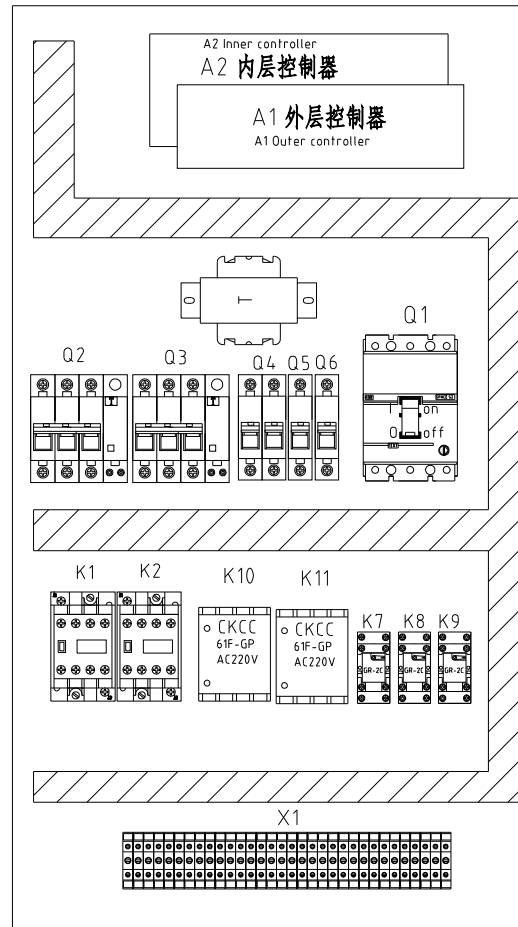 A2 Inner controller
A2 内层控制器
A1 外层控制器
A1 Outer controller
T
Q1
Q2
Q3
Q4
Q5
Q6
I on
O off
K1
K2
K10
K11
K7
K8
K9
CKCC
61F-GP
AC220V
CKCC
61F-GP
AC220V
GR-2C
GR-2C
GR-2C
X1